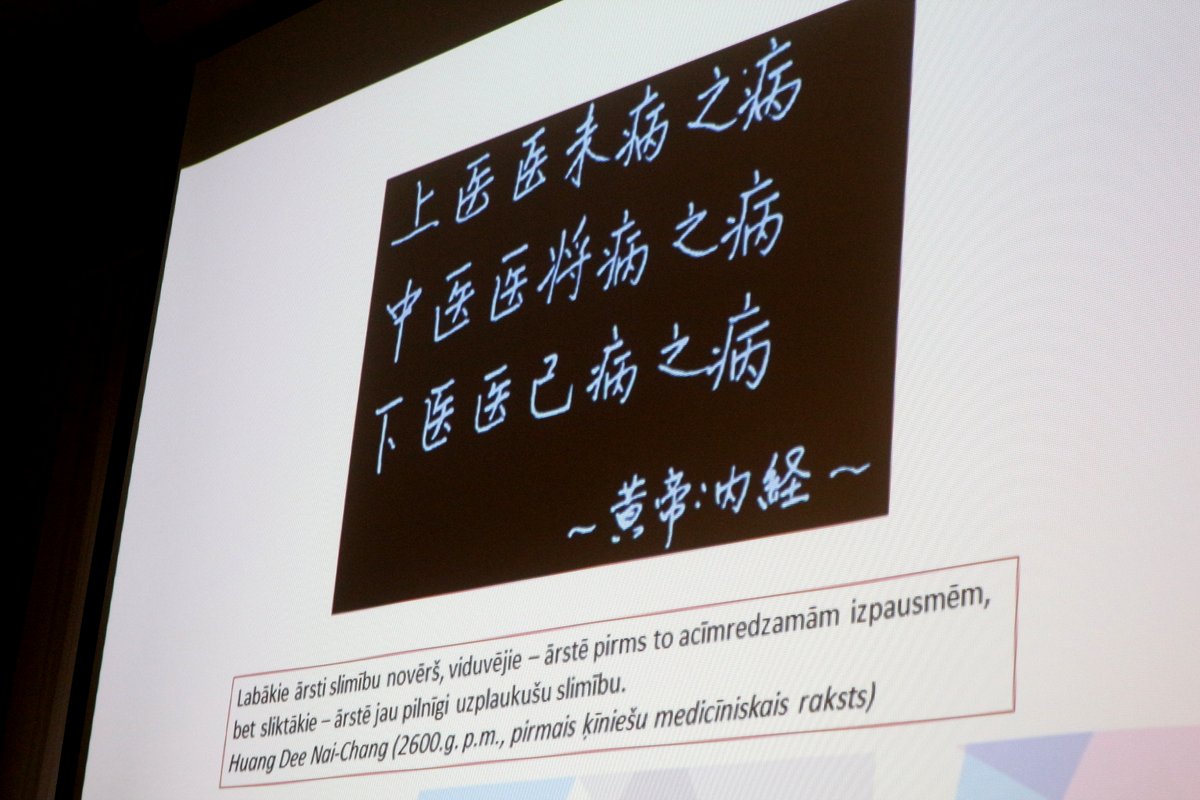 上医医未病之病
中医医将病之病
下医医己病之病
~黄帝:内経~
Labākie ārsti slimību novērš, viduvējie – ārstē pirms to acīmredzamām izpausmēm,
bet sliktākie – ārstē jau pilnīgi uzplaukušu slimību.
Huang Dee Nai-Chang (2600.g. p.m., pirmais ķīniešu medicīniskais raksts)